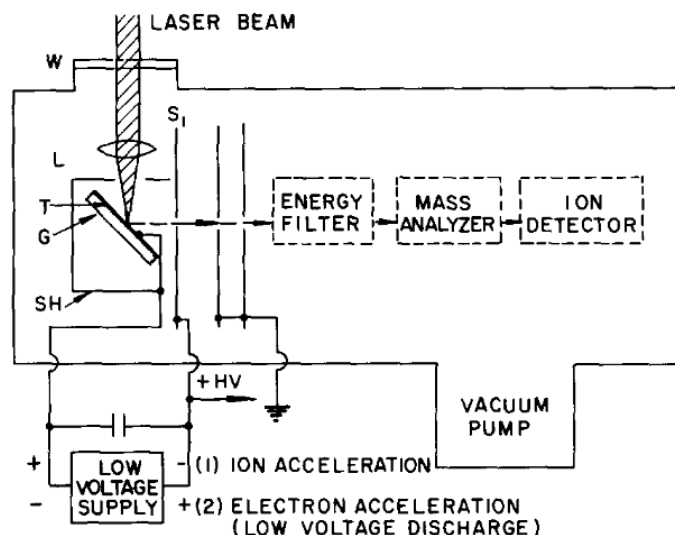 LASER BEAM
W
S1
L
T
G
ENERGY
FILTER
MASS
ANALYZER
ION
DETECTOR
SH
+HV
VACUUM
PUMP
+ LOW - (1) ION ACCELERATION
VOLTAGE
- SUPPLY + (2) ELECTRON ACCELERATION
(LOW VOLTAGE DISCHARGE)